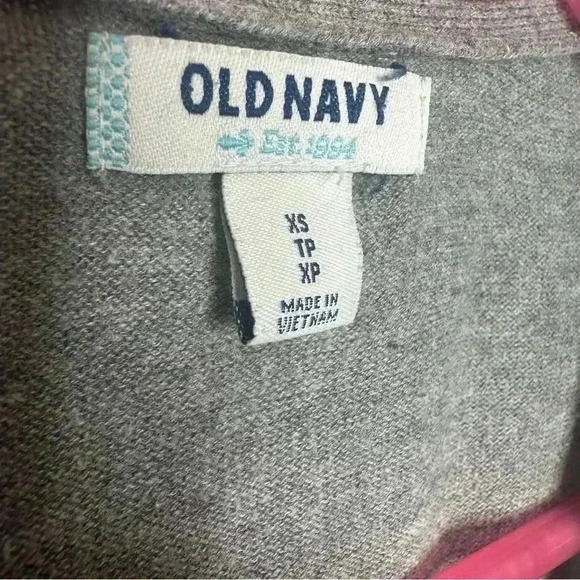 OLD NAVY
Est. 1994
XS
TP
XP
MADE IN
VIETNAM